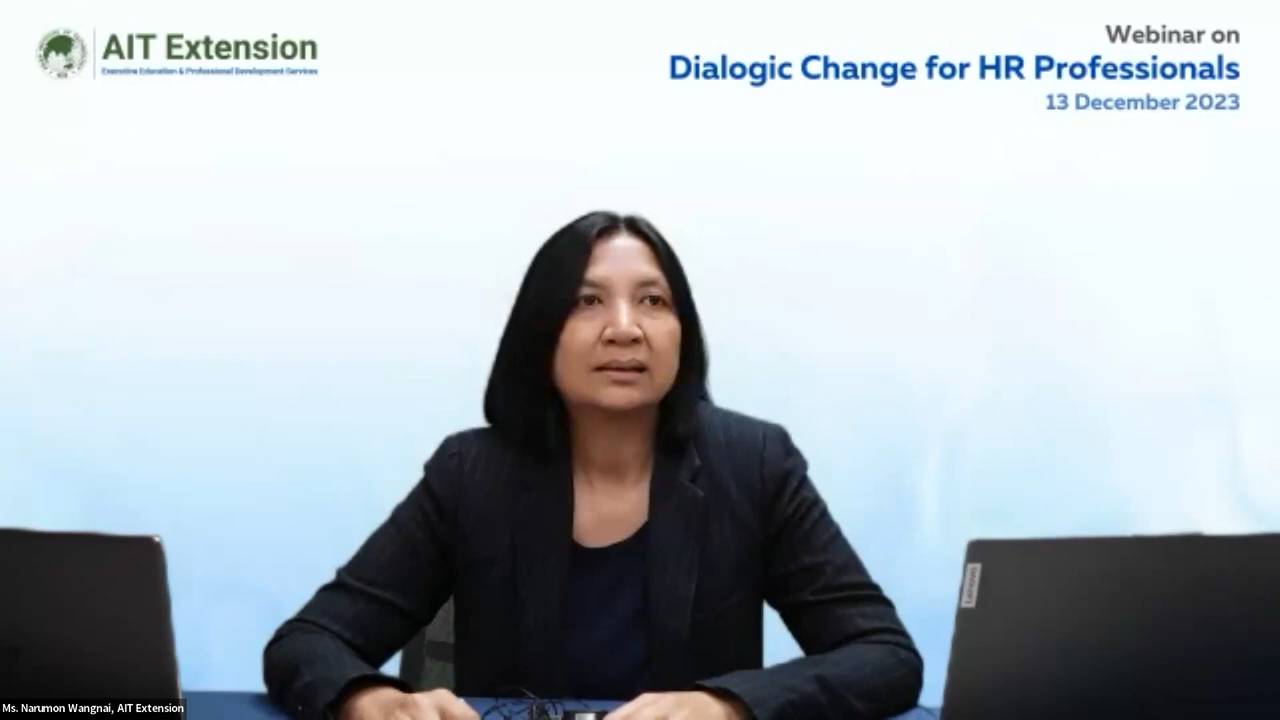 AIT Extension
Executive Education & Professional Development Services
Webinar on
Dialogic Change for HR Professionals
13 December 2023
Lenovo
Ms. Narumon Wangnai, AIT Extension